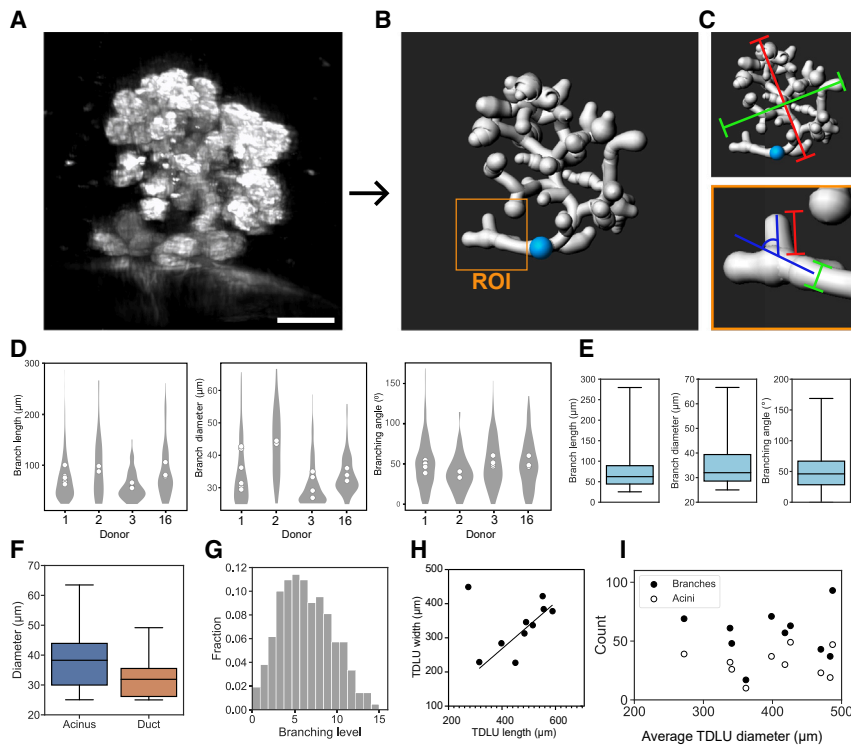 A
B
C
ROI
D
Branch length (μm)
300
200
100
1 2 3 16
Donor
Branch diameter (μm)
60
50
40
30
1 2 3 16
Donor
Branching angle (º)
150
100
50
0
1 2 3 16
Donor
E
Branch length (μm)
300
250
200
150
100
50
0
Branch diameter (μm)
70
60
50
40
30
20
Branching angle (°)
200
150
100
50
0
F
Diameter (μm)
70
60
50
40
30
20
Acinus Duct
G
Fraction
0.12
0.10
0.08
0.06
0.04
0.02
0.00
0 5 10 15
Branching level
H
TDLU width (μm)
500
400
300
200
100
200 400 600
TDLU length (μm)
I
Count
100
50
0
Branches
Acini
200 300 400 500
Average TDLU diameter (μm)